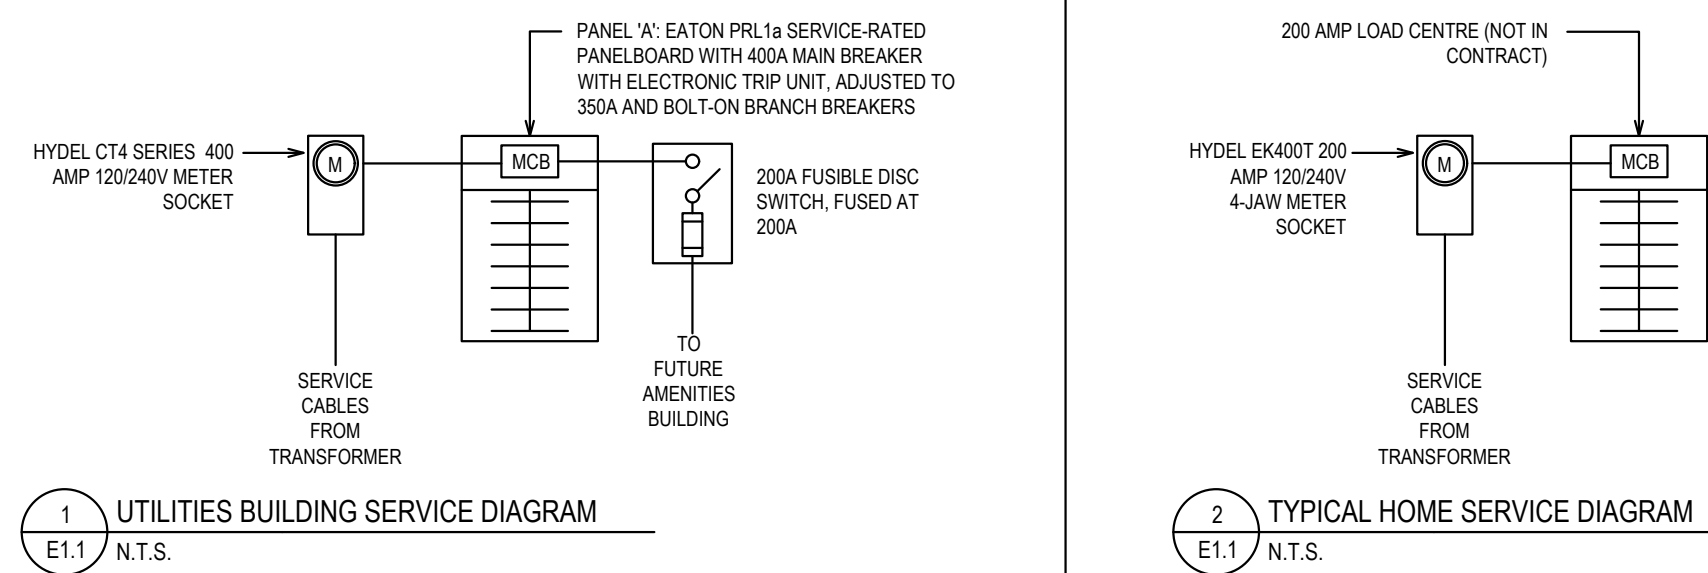 PANEL 'A': EATON PRL1a SERVICE-RATED
PANELBOARD WITH 400A MAIN BREAKER
WITH ELECTRONIC TRIP UNIT, ADJUSTED TO
350A AND BOLT-ON BRANCH BREAKERS
HYDEL CT4 SERIES 400
AMP 120/240V METER
SOCKET
M
MCB
200A FUSIBLE DISC
SWITCH, FUSED AT
200A
TO
FUTURE
AMENITIES
BUILDING
SERVICE
CABLES
FROM
TRANSFORMER
1
E1.1
UTILITIES BUILDING SERVICE DIAGRAM
N.T.S.
200 AMP LOAD CENTRE (NOT IN
CONTRACT)
HYDEL EK400T 200
AMP 120/240V
4-JAW METER
SOCKET
M
MCB
SERVICE
CABLES
FROM
TRANSFORMER
2
E1.1
TYPICAL HOME SERVICE DIAGRAM
N.T.S.